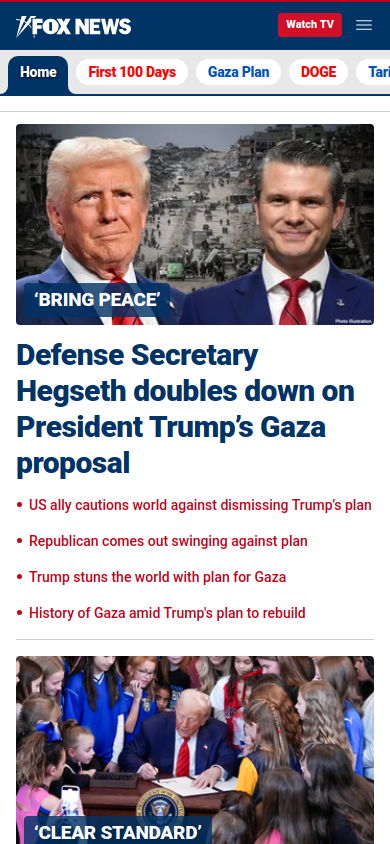 FOX NEWS
Watch TV
Home
First 100 Days
Gaza Plan
DOGE
Tari
‘BRING PEACE’
Photo Illustration
Defense Secretary
Hegseth doubles down on
President Trump’s Gaza
proposal
• US ally cautions world against dismissing Trump’s plan
• Republican comes out swinging against plan
• Trump stuns the world with plan for Gaza
• History of Gaza amid Trump's plan to rebuild
‘CLEAR STANDARD’